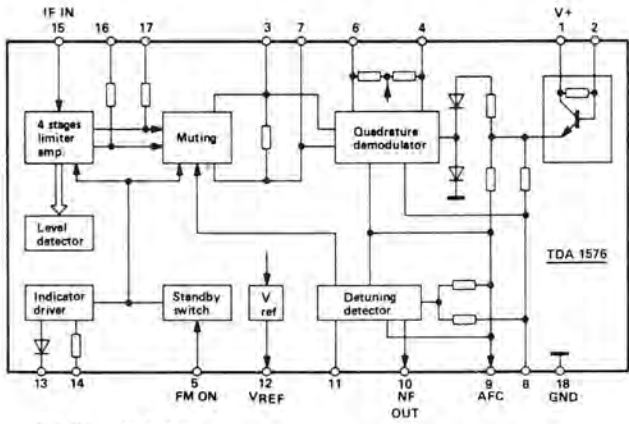 IF IN
V+
15 16 17 3 7 6 4 1 2
4 stages
limiter
amp.
Muting
Quadrature
demodulator
Level
detector
TDA 1576
Indicator
driver
Standby
switch
V
ref
Detuning
detector
13 14 5 12 11 10 9 8 18
FM ON
VREF
NF
OUT
AFC
GND